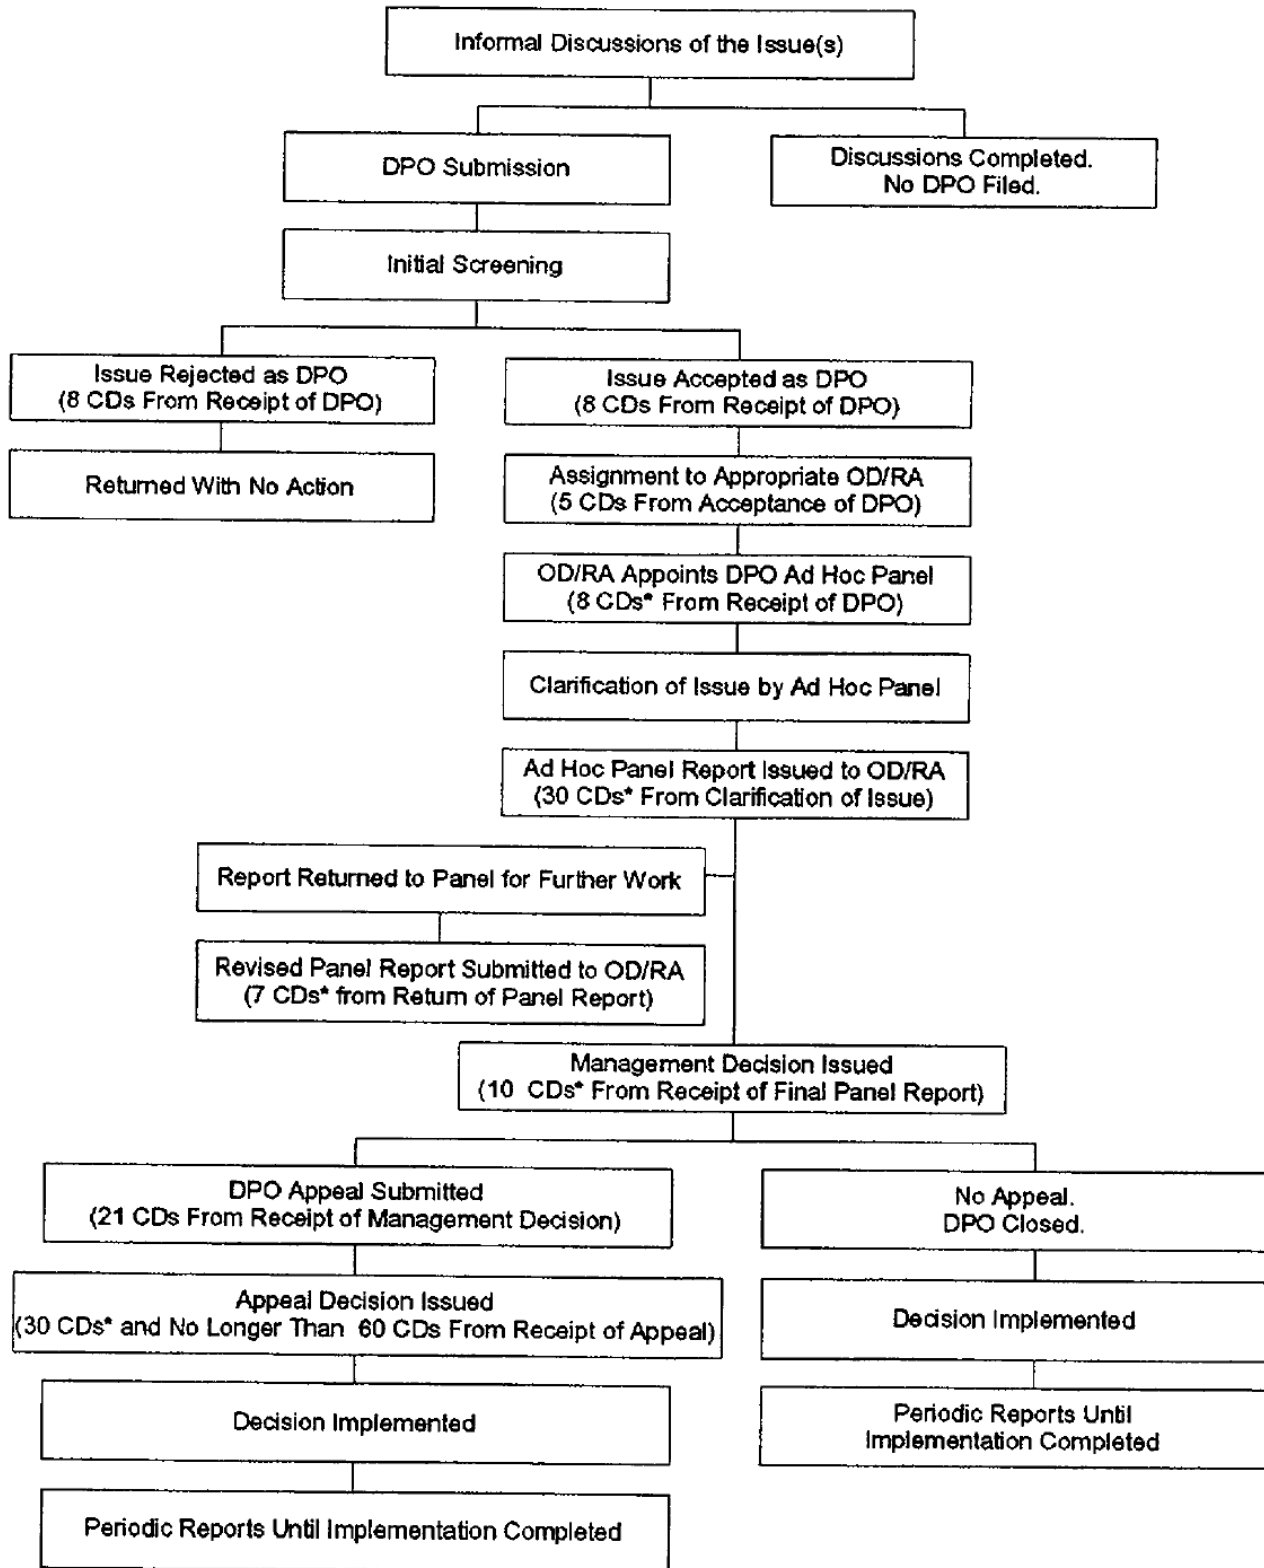 Informal Discussions of the Issue(s)
DPO Submission
Discussions Completed.
No DPO Filed.
Initial Screening
Issue Rejected as DPO
(8 CDs From Receipt of DPO)
Issue Accepted as DPO
(8 CDs From Receipt of DPO)
Returned With No Action
Assignment to Appropriate OD/RA
(5 CDs From Acceptance of DPO)
OD/RA Appoints DPO Ad Hoc Panel
(8 CDs* From Receipt of DPO)
Clarification of Issue by Ad Hoc Panel
Ad Hoc Panel Report Issued to OD/RA
(30 CDs* From Clarification of Issue)
Report Returned to Panel for Further Work
Revised Panel Report Submitted to OD/RA
(7 CDs* from Return of Panel Report)
Management Decision Issued
(10 CDs* From Receipt of Final Panel Report)
DPO Appeal Submitted
(21 CDs From Receipt of Management Decision)
No Appeal.
DPO Closed.
Appeal Decision Issued
(30 CDs* and No Longer Than 60 CDs From Receipt of Appeal)
Decision Implemented
Decision Implemented
Periodic Reports Until
Implementation Completed
Periodic Reports Until Implementation Completed